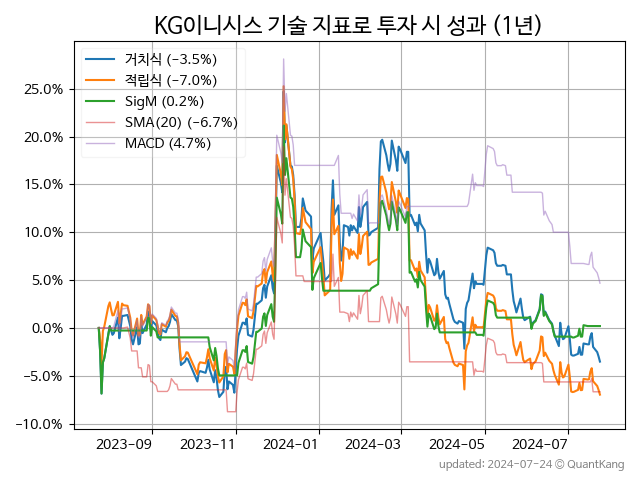 KG이니시스 기술 지표로 투자 시 성과 (1년)
거치식 (−3.5%)
적립식 (−7.0%)
SigM (0.2%)
SMA(20) (−6.7%)
MACD (4.7%)
25.0%
20.0%
15.0%
10.0%
5.0%
0.0%
−5.0%
−10.0%
2023−09 2023−11 2024−01 2024−03 2024−05 2024−07
updated: 2024-07-24 © QuantKang